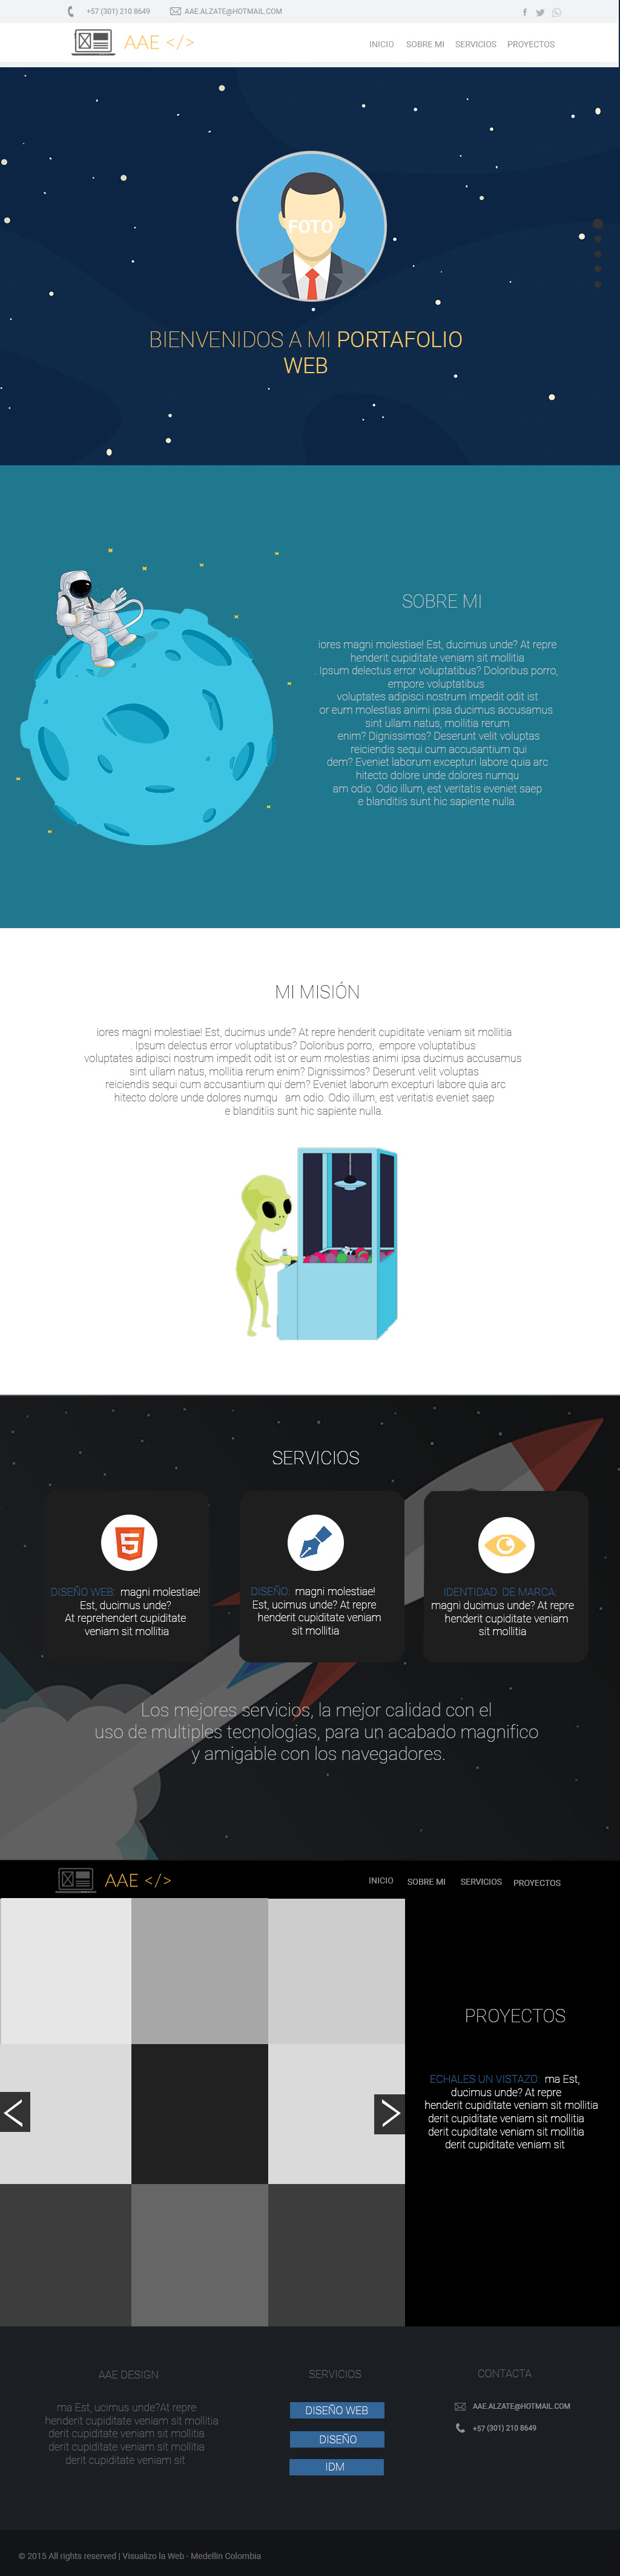 +57 (301) 210 8649 AAE.ALZATE@HOTMAIL.COM
AAE </>
INICIO SOBRE MI SERVICIOS PROYECTOS
FOTO
BIENVENIDOS A MI PORTAFOLIO
WEB
SOBRE MI
iores magni molestiae! Est, ducimus unde? At repre
henderit cupiditate veniam sit mollitia
. Ipsum delectus error voluptatibus? Doloribus porro,
empore voluptatibus
voluptates adipisci nostrum impedit odit ist
or eum molestias animi ipsa ducimus accusamus
sint ullam natus, mollitia rerum
enim? Dignissimos? Deserunt velit voluptas
reiciendis sequi cum accusantium qui
dem? Eveniet laborum excepturi labore quia arc
hitecto dolore unde dolores numqu
am odio. Odio illum, est veritatis eveniet saep
e blanditiis sunt hic sapiente nulla.
MI MISIÓN
iores magni molestiae! Est, ducimus unde? At repre henderit cupiditate veniam sit mollitia
. Ipsum delectus error voluptatibus? Doloribus porro, empore voluptatibus
voluptates adipisci nostrum impedit odit ist or eum molestias animi ipsa ducimus accusamus
sint ullam natus, mollitia rerum enim? Dignissimos? Deserunt velit voluptas
reiciendis sequi cum accusantium qui dem? Eveniet laborum excepturi labore quia arc
hitecto dolore unde dolores numqu am odio. Odio illum, est veritatis eveniet saep
e blanditiis sunt hic sapiente nulla.
SERVICIOS
5
DISEÑO WEB: magni molestiae!
Est, ducimus unde?
At reprehendert cupiditate
veniam sit mollitia
DISEÑO: magni molestiae!
Est, ucimus unde? At repre
henderit cupiditate veniam
sit mollitia
IDENTIDAD DE MARCA:
magni ducimus unde? At repre
henderit cupiditate veniam
sit mollitia
Los mejores servicios, la mejor calidad con el
uso de multiples tecnologias, para un acabado magnifico
y amigable con los navegadores.
AAE </>
INICIO SOBRE MI SERVICIOS PROYECTOS
PROYECTOS
ECHALES UN VISTAZO: ma Est,
ducimus unde? At repre
henderit cupiditate veniam sit mollitia
derit cupiditate veniam sit mollitia
derit cupiditate veniam sit mollitia
derit cupiditate veniam sit
AAE DESIGN
ma Est, ucimus unde?At repre
henderit cupiditate veniam sit mollitia
derit cupiditate veniam sit mollitia
derit cupiditate veniam sit mollitia
derit cupiditate veniam sit
SERVICIOS
DISEÑO WEB
DISEÑO
IDM
CONTACTA
AAE.ALZATE@HOTMAIL.COM
+57 (301) 210 8649
© 2015 All rights reserved | Visualizo la Web - Medellin Colombia